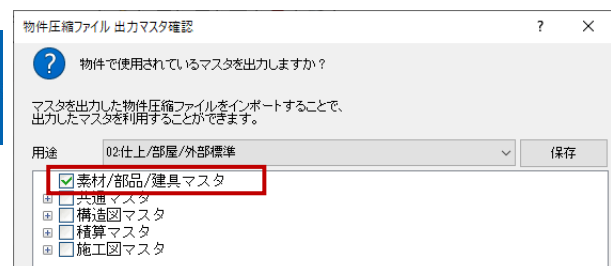 物件圧縮ファイル 出力マスタ確認
物件で使用されているマスタを出力しますか？
マスタを出力した物件圧縮ファイルをインポートすることで、
出力したマスタを利用することができます。
用途 02:仕上/部屋/外部標準 保存
素材/部品/建具マスタ
共通マスタ
構造図マスタ
積算マスタ
施工図マスタ